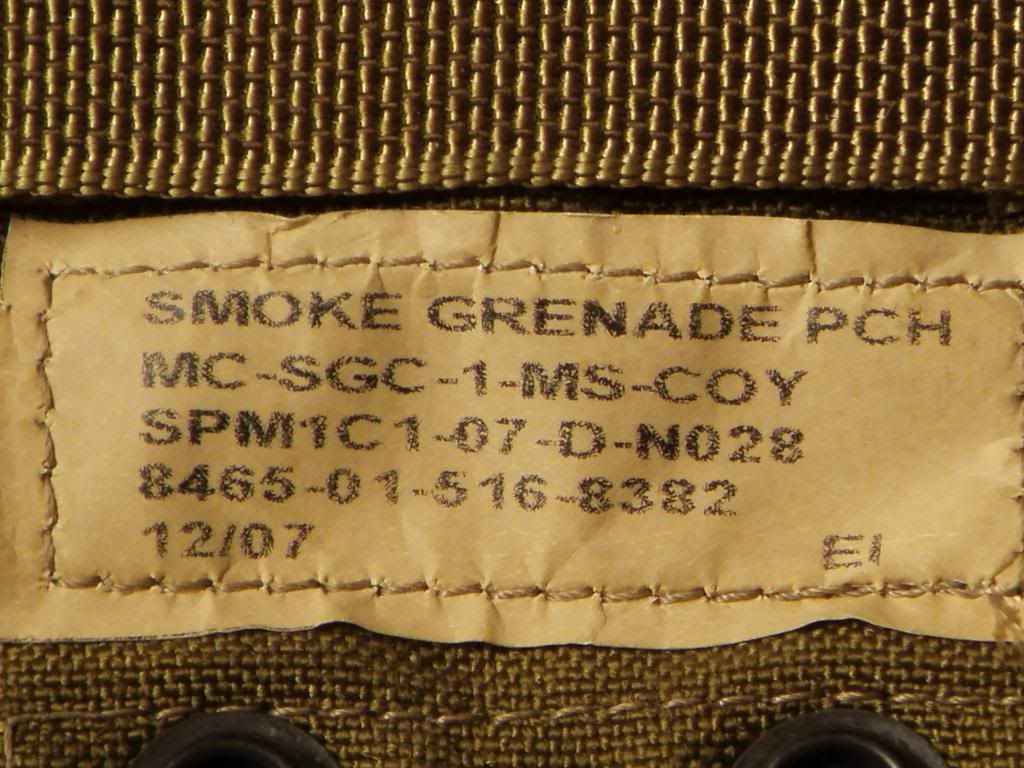 SMOKE GRENADE PCH
MC-SGC-1-MS-COY
SPM1C1-07-D-N028
8465-01-516-8382
12/07 EI